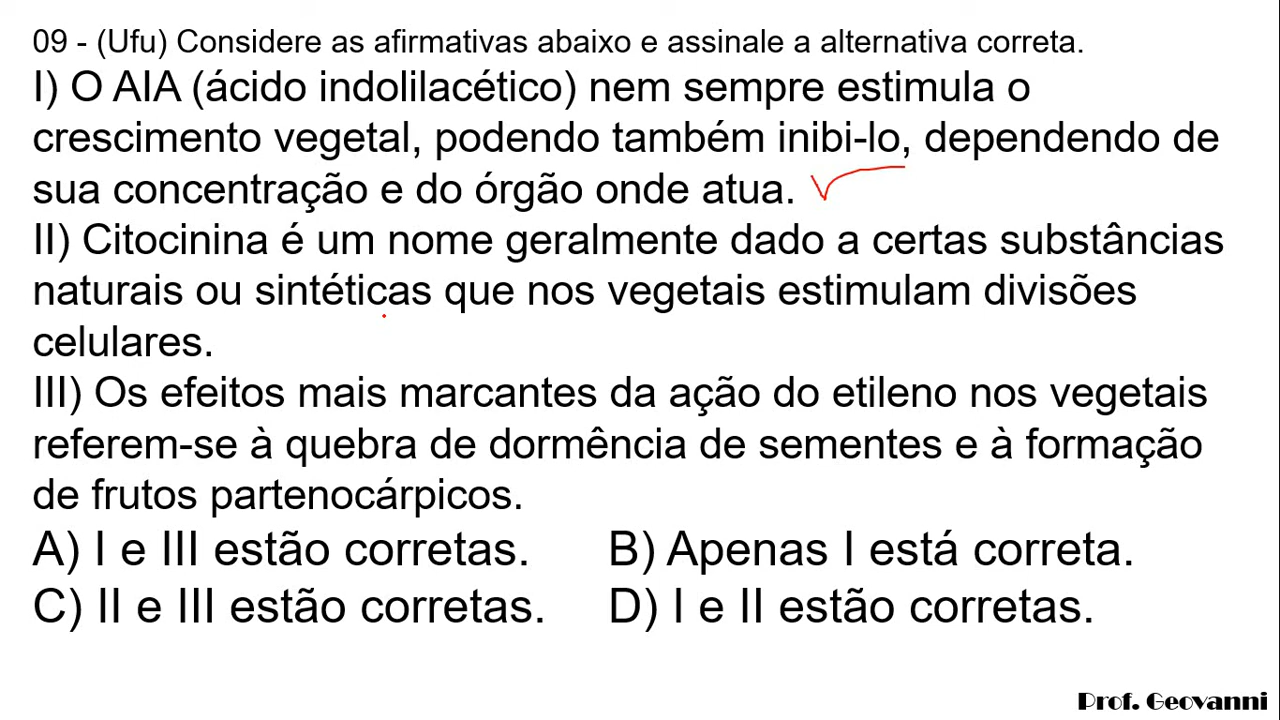 09 - (Ufu) Considere as afirmativas abaixo e assinale a alternativa correta.
I) O AIA (ácido indolilacético) nem sempre estimula o
crescimento vegetal, podendo também inibi-lo, dependendo de
sua concentração e do órgão onde atua.
II) Citocinina é um nome geralmente dado a certas substâncias
naturais ou sintéticas que nos vegetais estimulam divisões
celulares.
III) Os efeitos mais marcantes da ação do etileno nos vegetais
referem-se à quebra de dormência de sementes e à formação
de frutos partenocárpicos.
A) I e III estão corretas. B) Apenas I está correta.
C) II e III estão corretas. D) I e II estão corretas.
Prof. Geovanni